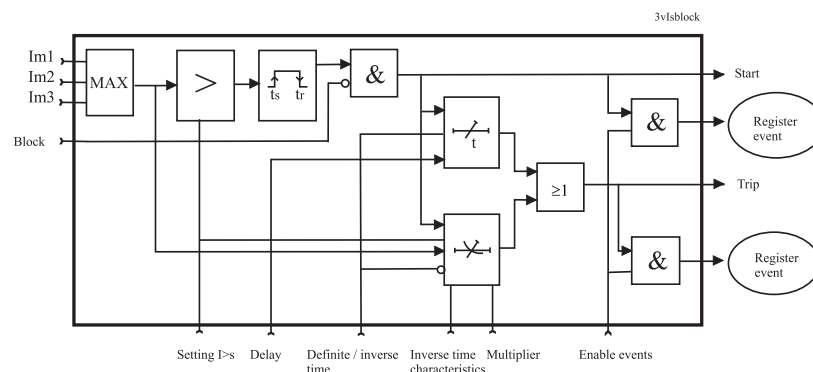 3vIsblock
Im1
Im2
Im3
MAX
>
ts tr
&
Start
Block
t
&
Register
event
≥1
Trip
&
Register
event
Setting I>s
Delay
Definite / inverse
time
Inverse time
characteristics
Multiplier
Enable events